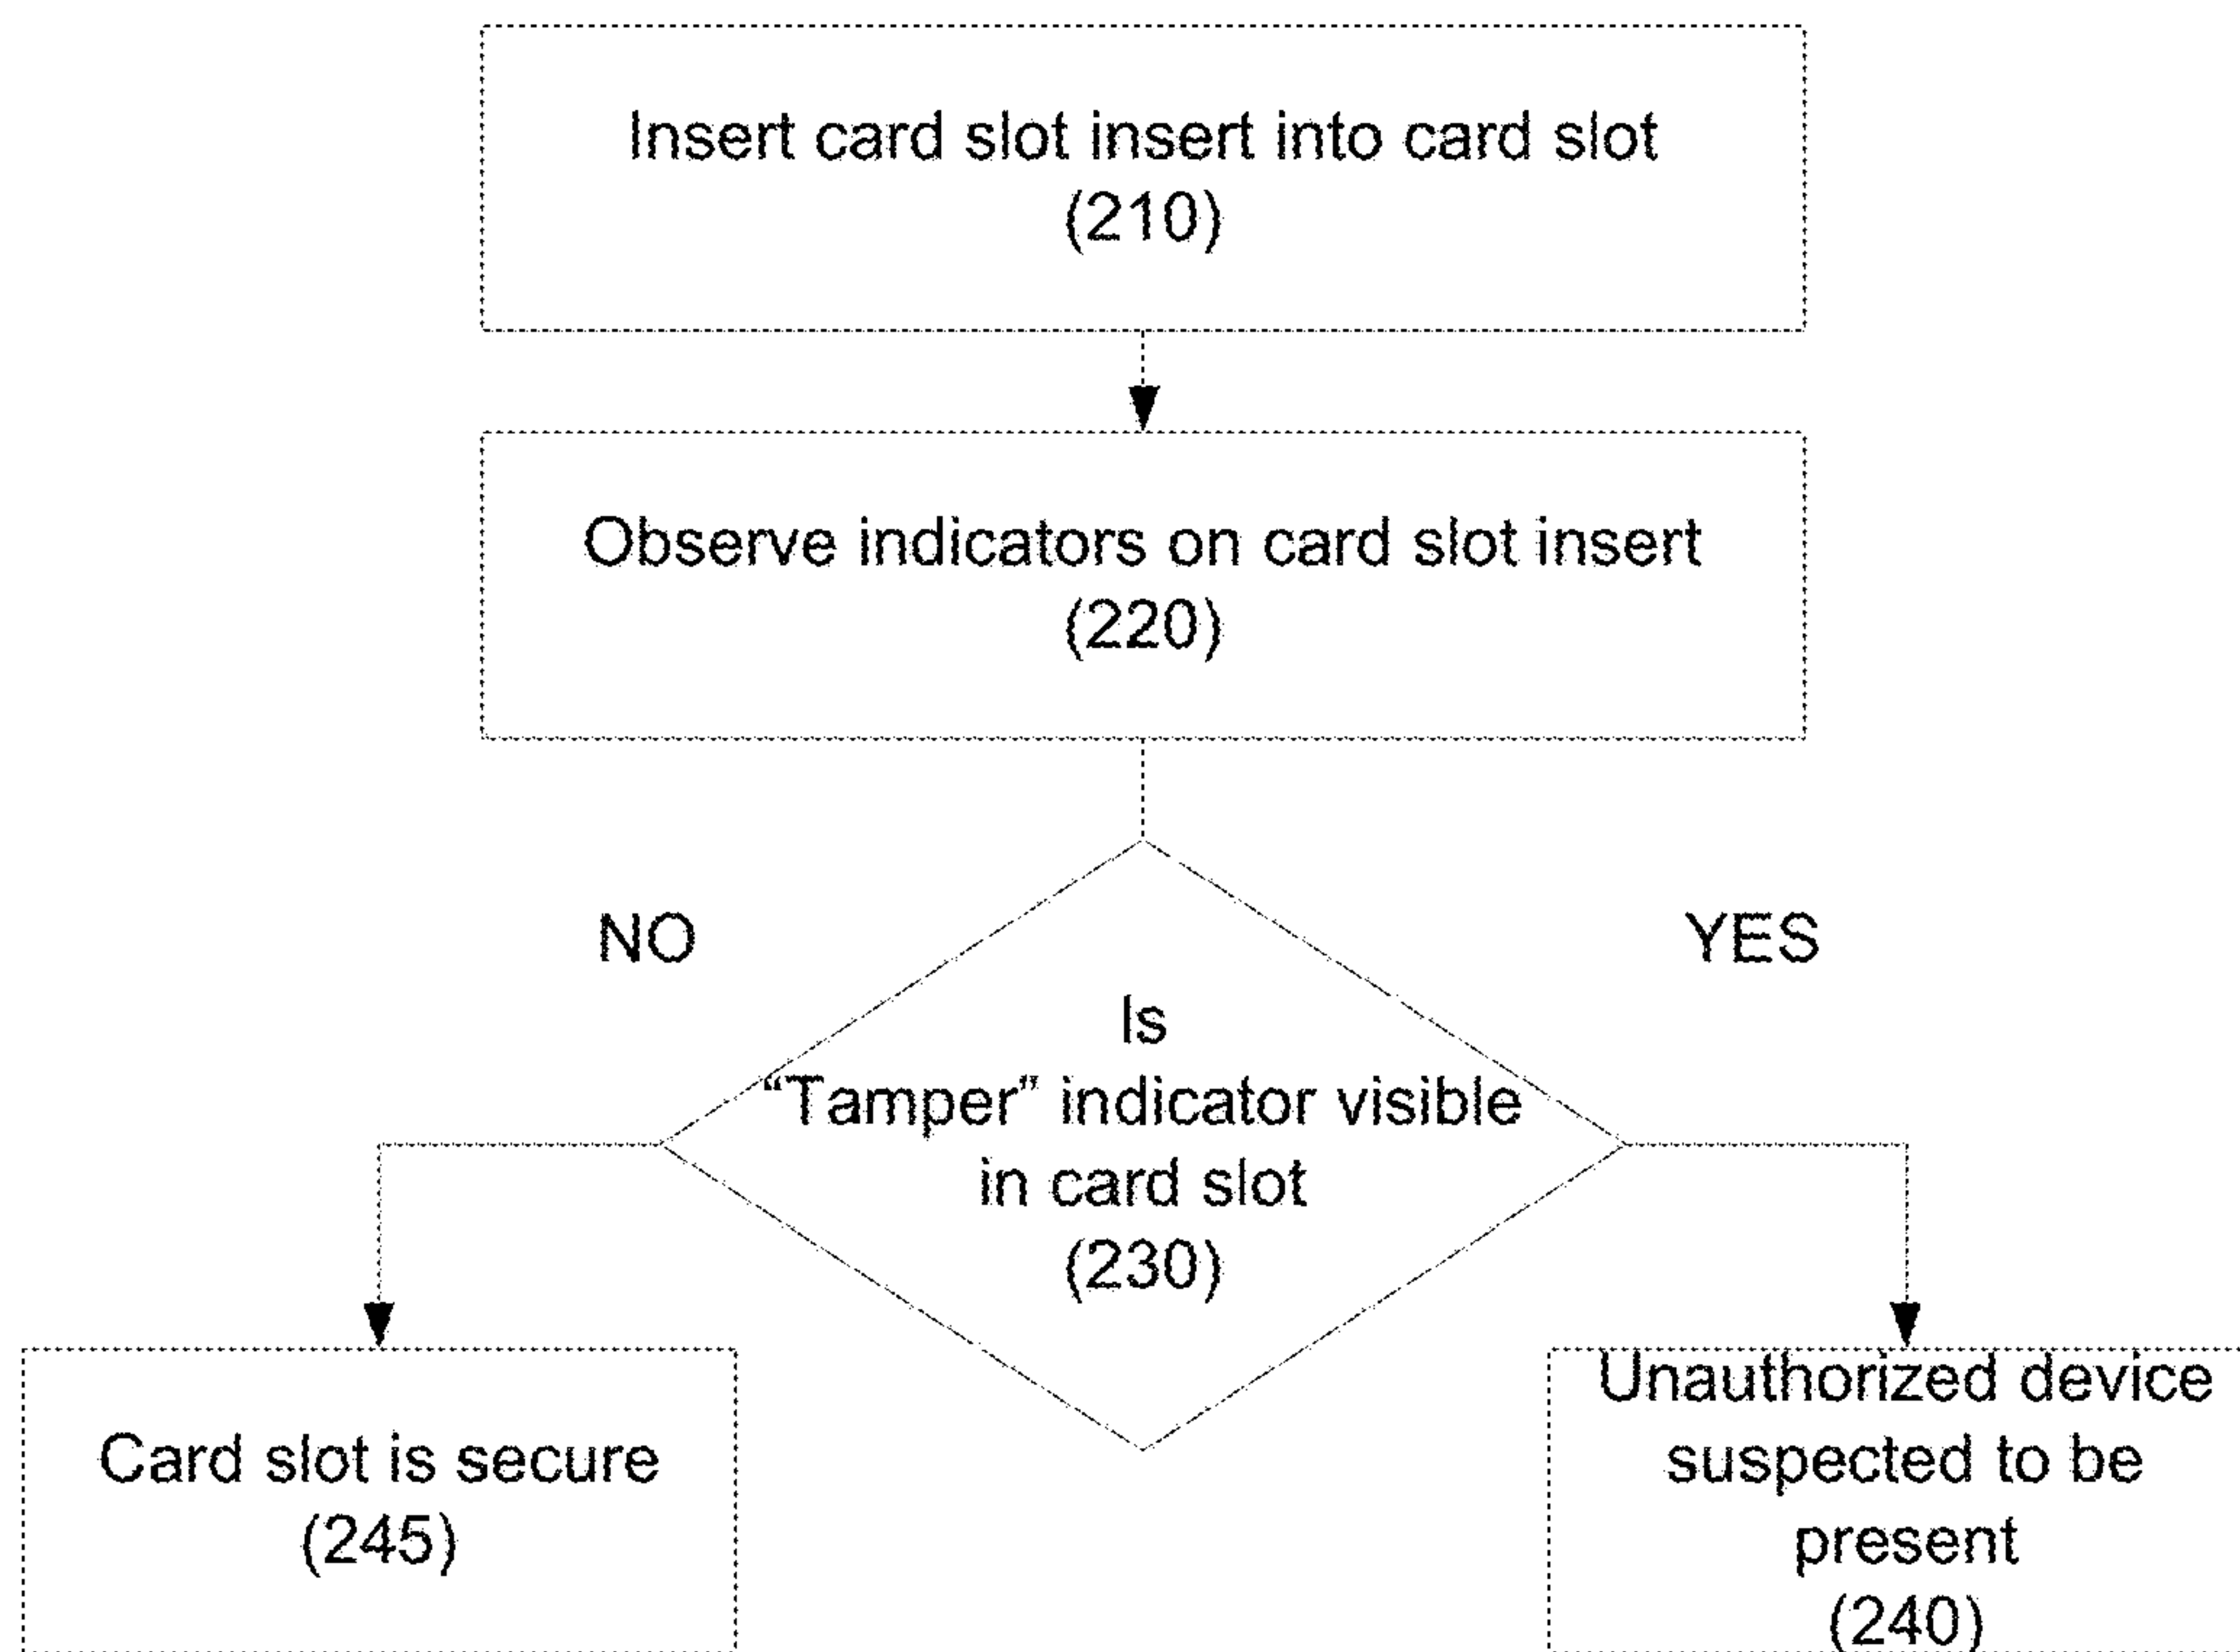 Insert card slot insert into card slot
(210)
Observe indicators on card slot insert
(220)
NO
YES
Is
“Tamper” indicator visible
in card slot
(230)
Card slot is secure
(245)
Unauthorized device
suspected to be
present
(240)